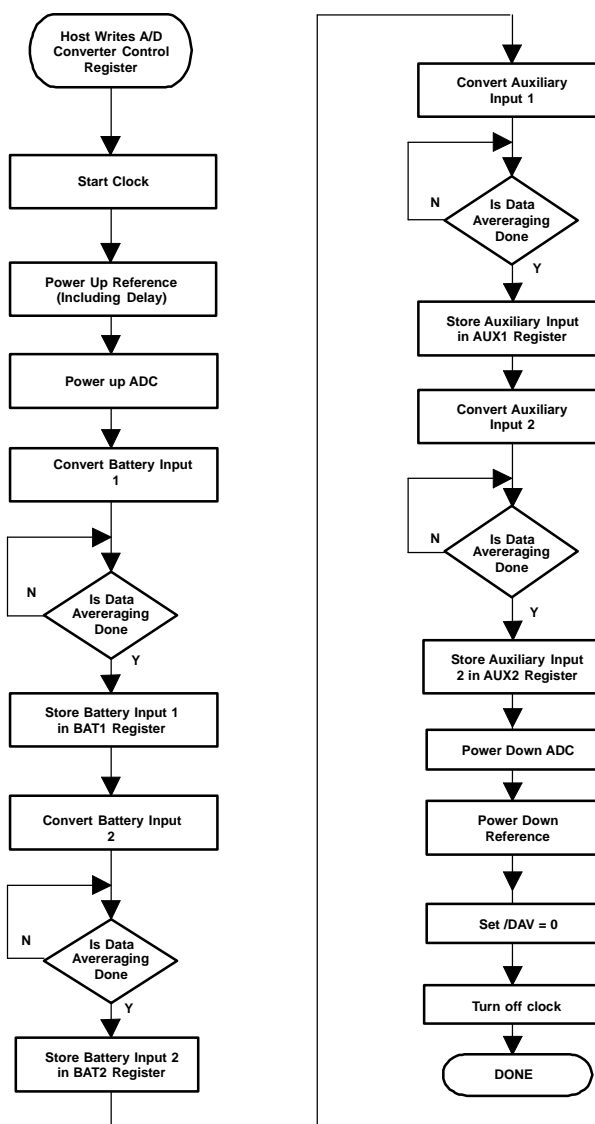 Host Writes A/D
Converter Control
Register
Start Clock
Power Up Reference
(Including Delay)
Power up ADC
Convert Battery Input
1
N
Is Data
Avereraging
Done
Y
Store Battery Input 1
in BAT1 Register
Convert Battery Input
2
N
Is Data
Avereraging
Done
Y
Store Battery Input 2
in BAT2 Register
Convert Auxiliary
Input 1
N
Is Data
Avereraging
Done
Y
Store Auxiliary Input
in AUX1 Register
Convert Auxiliary
Input 2
N
Is Data
Avereraging
Done
Y
Store Auxiliary Input
2 in AUX2 Register
Power Down ADC
Power Down
Reference
Set /DAV = 0
Turn off clock
DONE